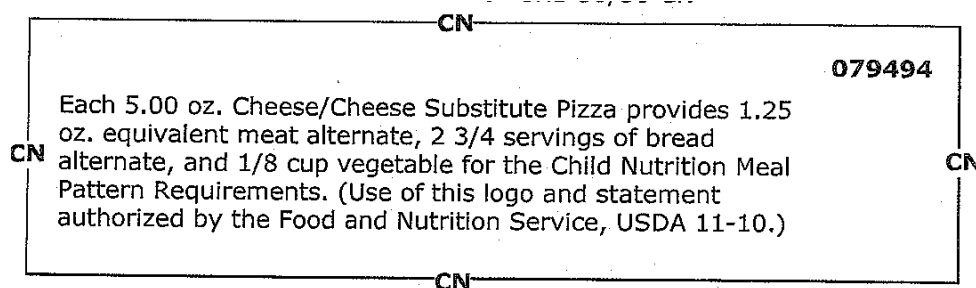 CN
079494
Each 5.00 oz. Cheese/Cheese Substitute Pizza provides 1.25
oz. equivalent meat alternate, 2 3/4 servings of bread
CN alternate, and 1/8 cup vegetable for the Child Nutrition Meal CN
Pattern Requirements. (Use of this logo and statement
authorized by the Food and Nutrition Service, USDA 11-10.)
CN